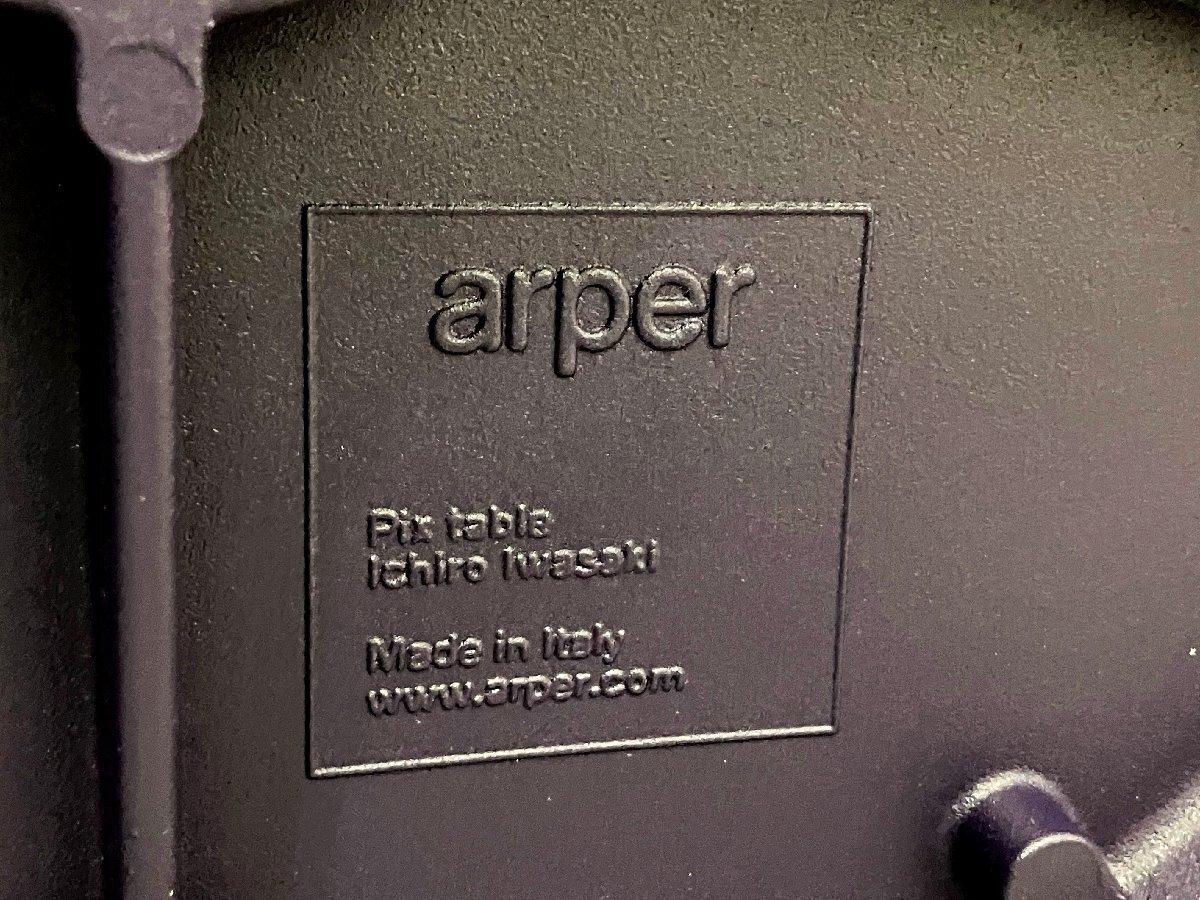 arper
Pix table
Ichiro Iwasaki
Made in Italy
www.arper.com